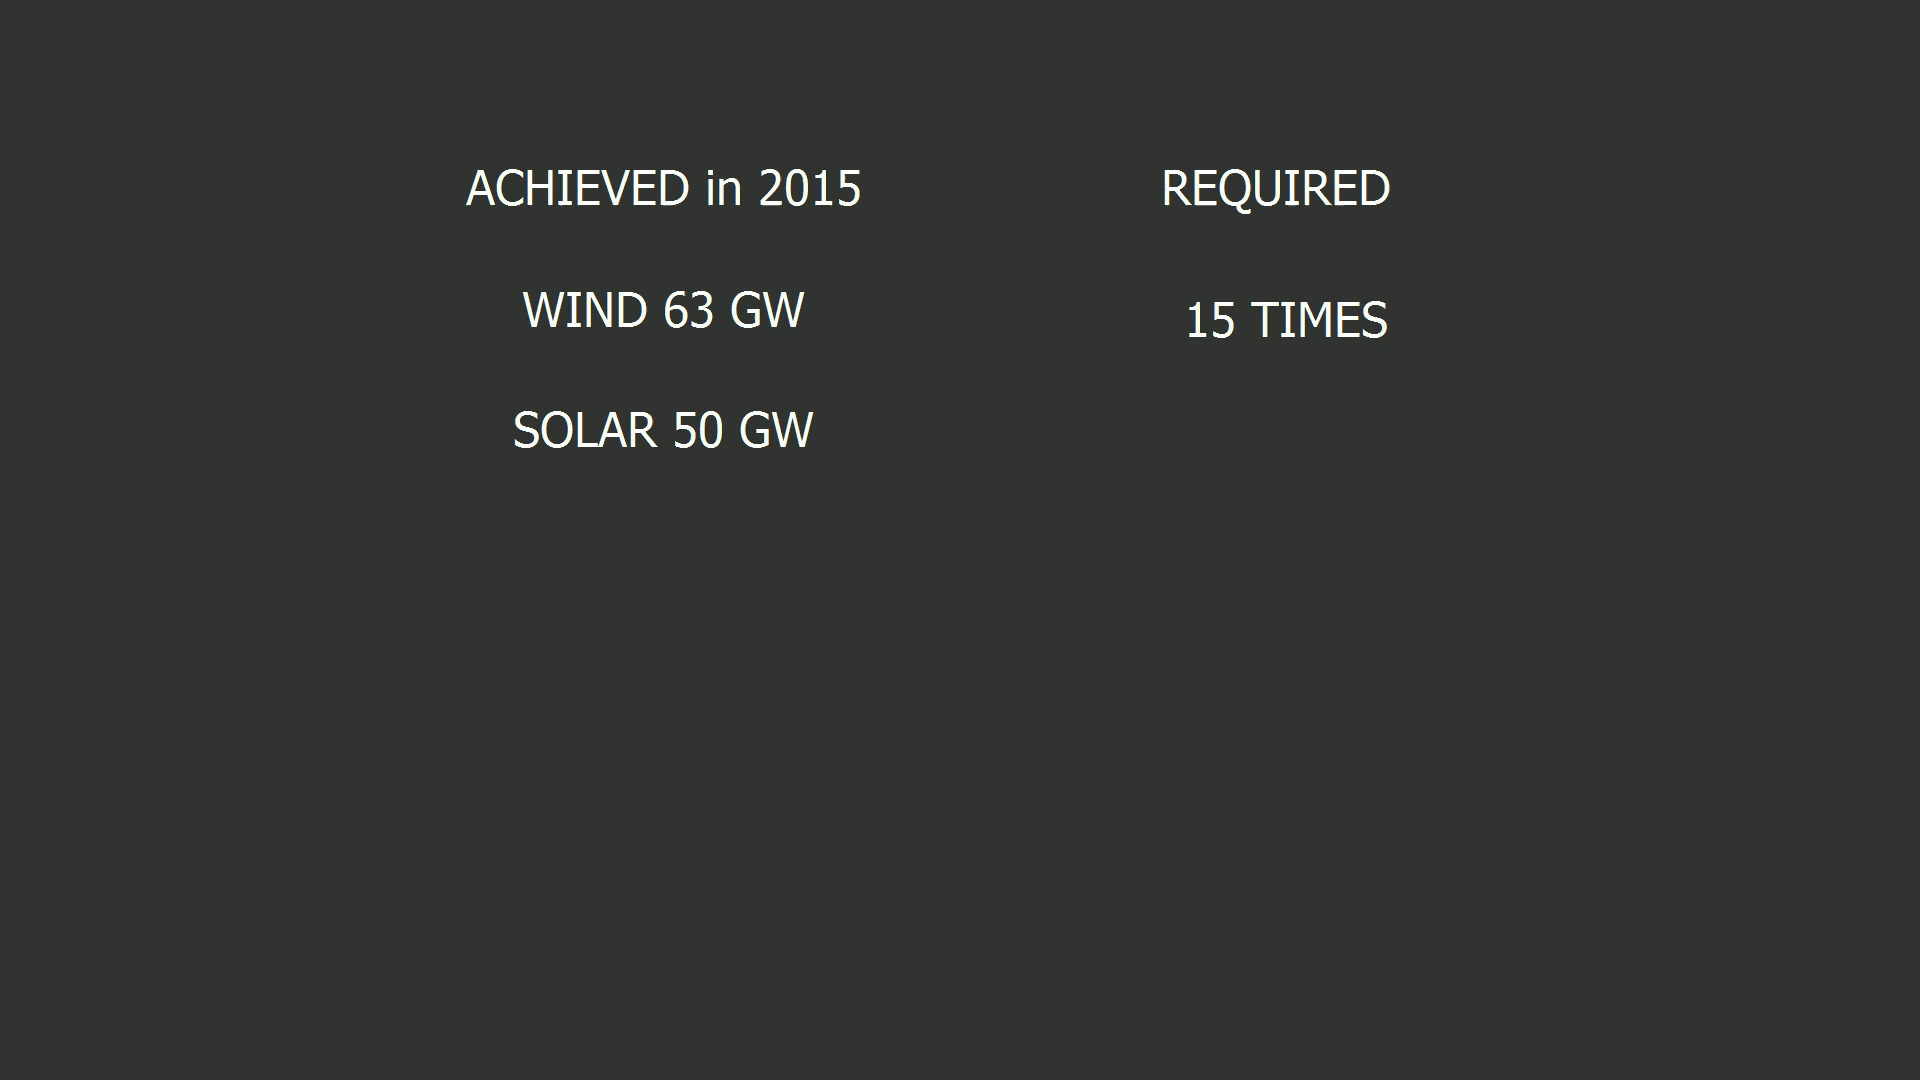 ACHIEVED in 2015
WIND 63 GW
SOLAR 50 GW
REQUIRED
15 TIMES